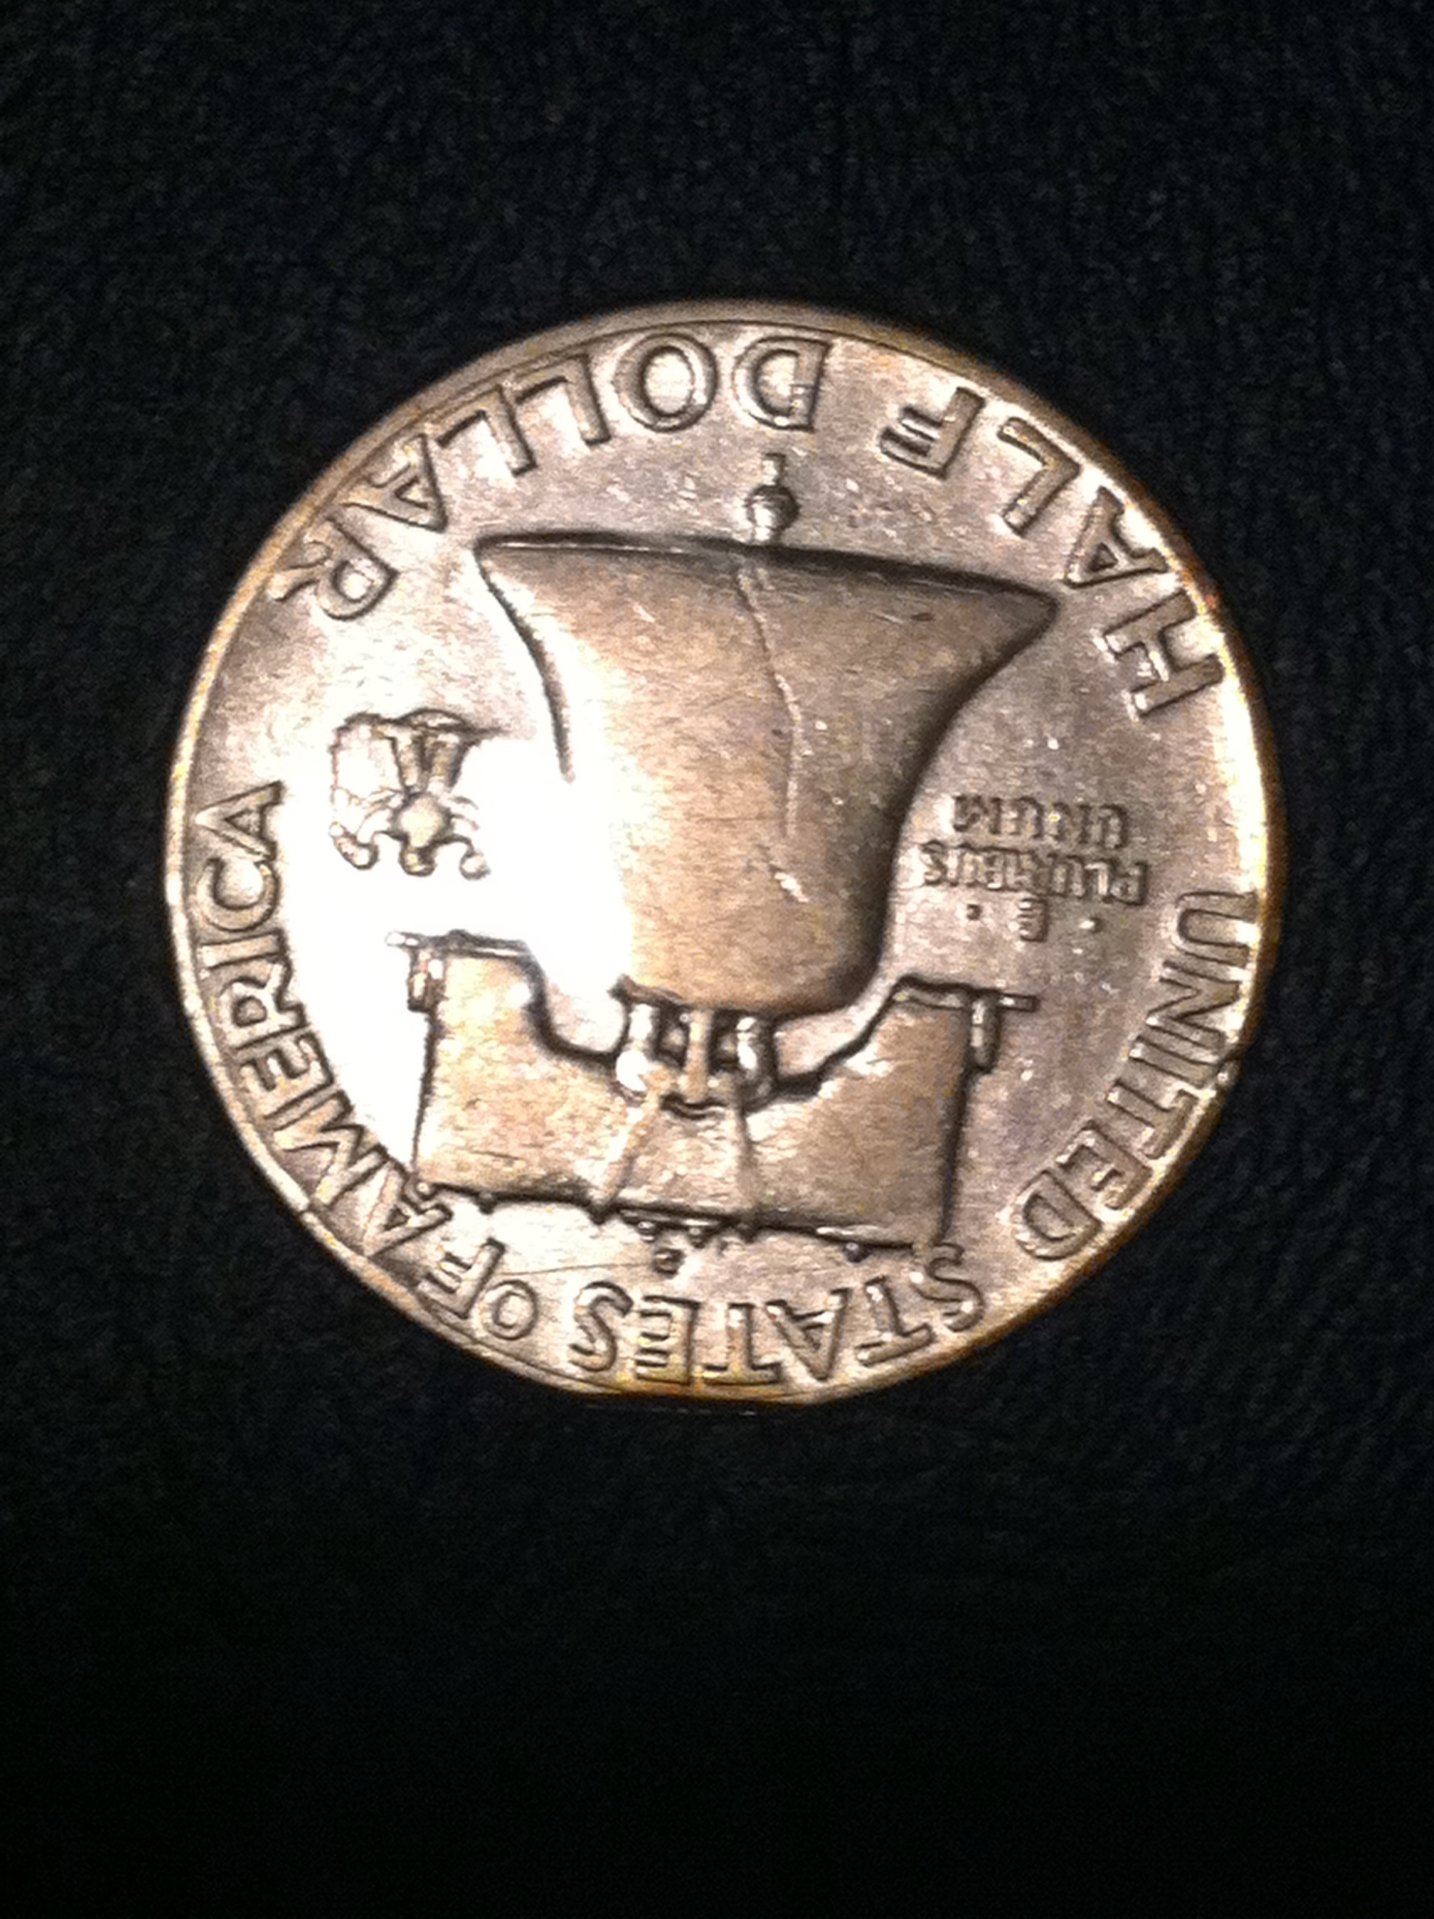 UNITED STATES OF AMERICA
· E ·
PLURIBUS
UNUM
HALF DOLLAR